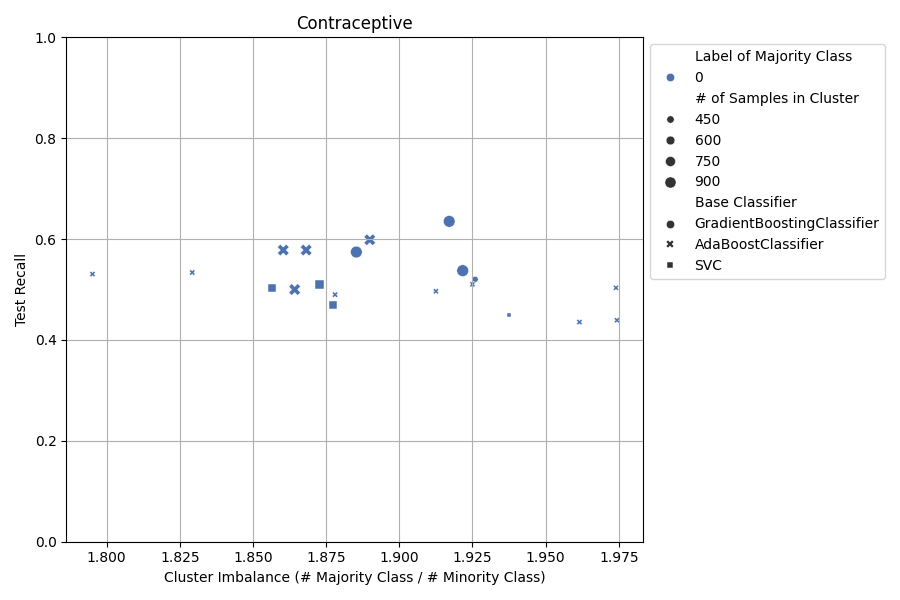 Contraceptive
1.0
0.8
0.6
0.4
0.2
0.0
Test Recall
1.800
1.825
1.850
1.875
1.900
1.925
1.950
1.975
Cluster Imbalance (# Majority Class / # Minority Class)
Label of Majority Class
0
# of Samples in Cluster
450
600
750
900
Base Classifier
GradientBoostingClassifier
AdaBoostClassifier
SVC